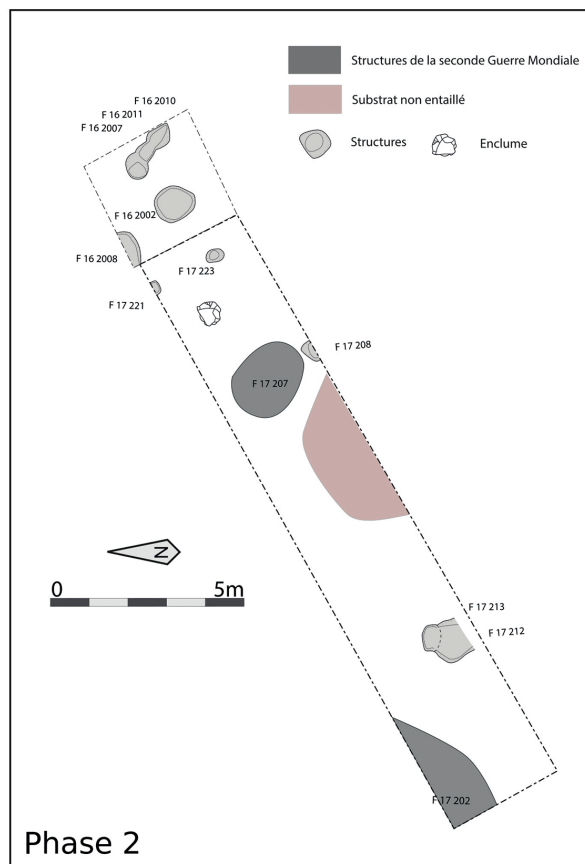 Structures de la seconde Guerre Mondiale
Substrat non entaillé
Structures
Enclume
F 16 2010
F 16 2011
F 16 2007
F 16 2002
F 16 2008
F 17 223
F 17 221
F 17 208
F 17 207
N
0
5m
F 17 213
F 17 212
F 17 202
Phase 2